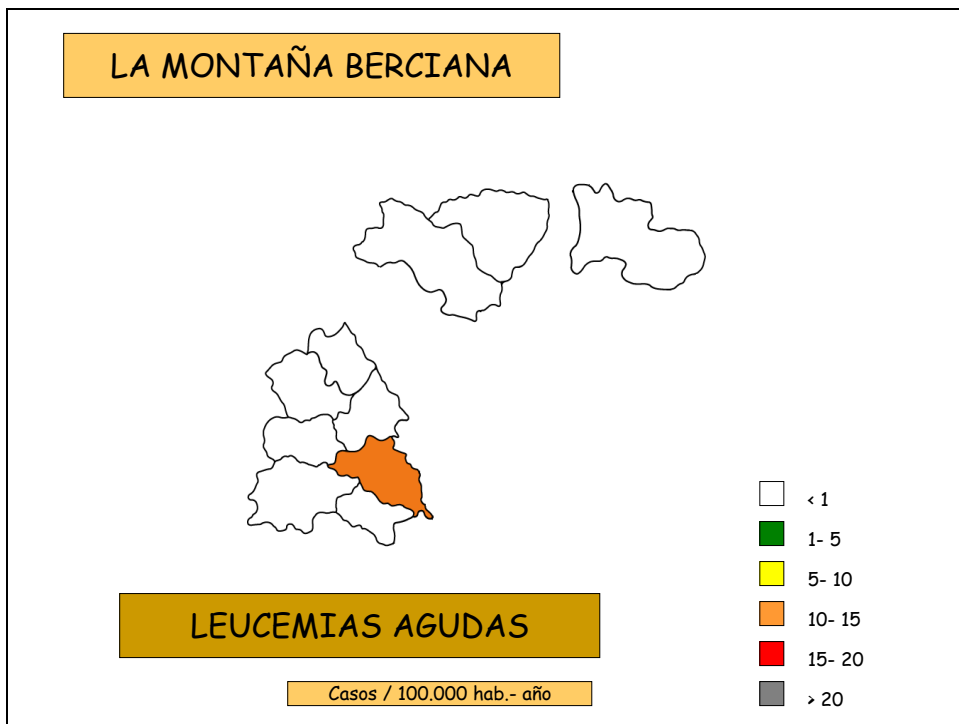 LA MONTAÑA BERCIANA
< 1
1- 5
5- 10
10- 15
15- 20
> 20
LEUCEMIAS AGUDAS
Casos / 100.000 hab.- año